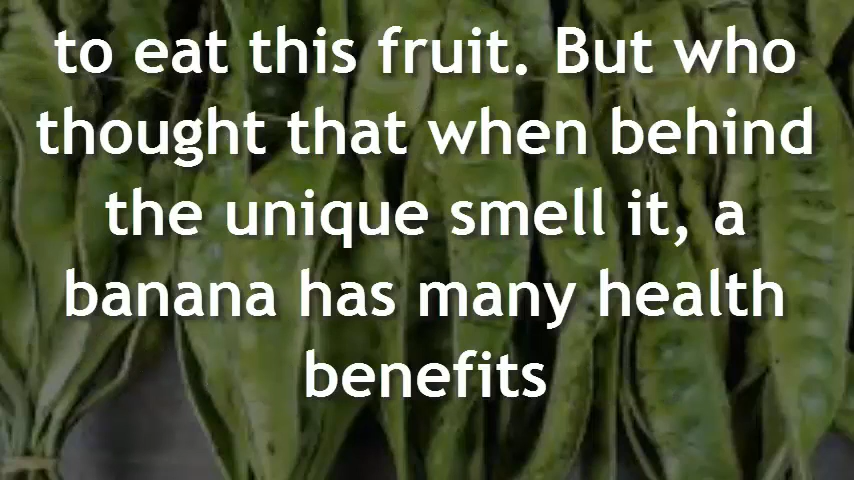 to eat this fruit. But who
thought that when behind
the unique smell it, a
banana has many health
benefits